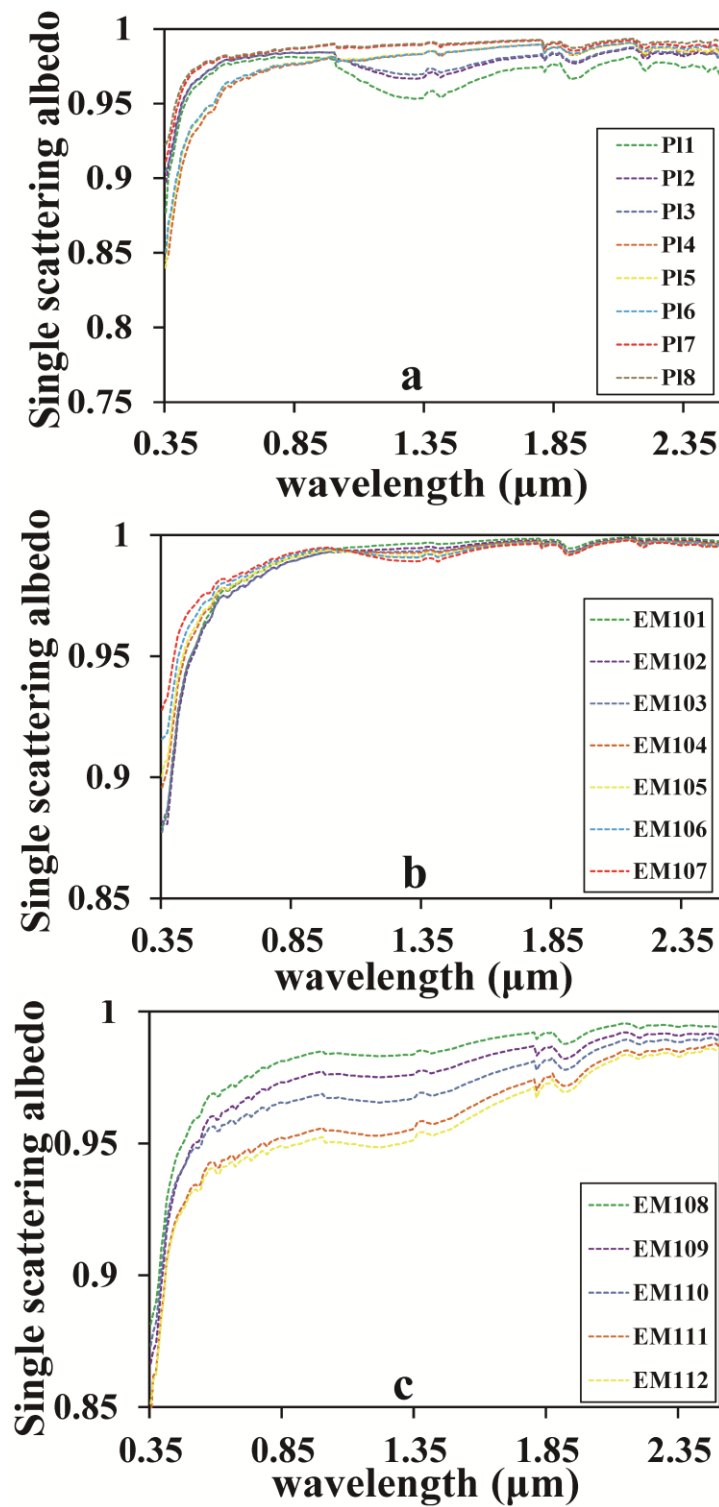 Single scattering albedo
1
0.95
0.9
0.85
0.8
0.75
Pl1
Pl2
Pl3
Pl4
Pl5
Pl6
Pl7
Pl8
a
0.35 0.85 1.35 1.85 2.35
wavelength (µm)
Single scattering albedo
1
0.95
0.9
0.85
EM101
EM102
EM103
EM104
EM105
EM106
EM107
b
0.35 0.85 1.35 1.85 2.35
wavelength (µm)
Single scattering albedo
1
0.95
0.9
0.85
EM108
EM109
EM110
EM111
EM112
c
0.35 0.85 1.35 1.85 2.35
wavelength (µm)